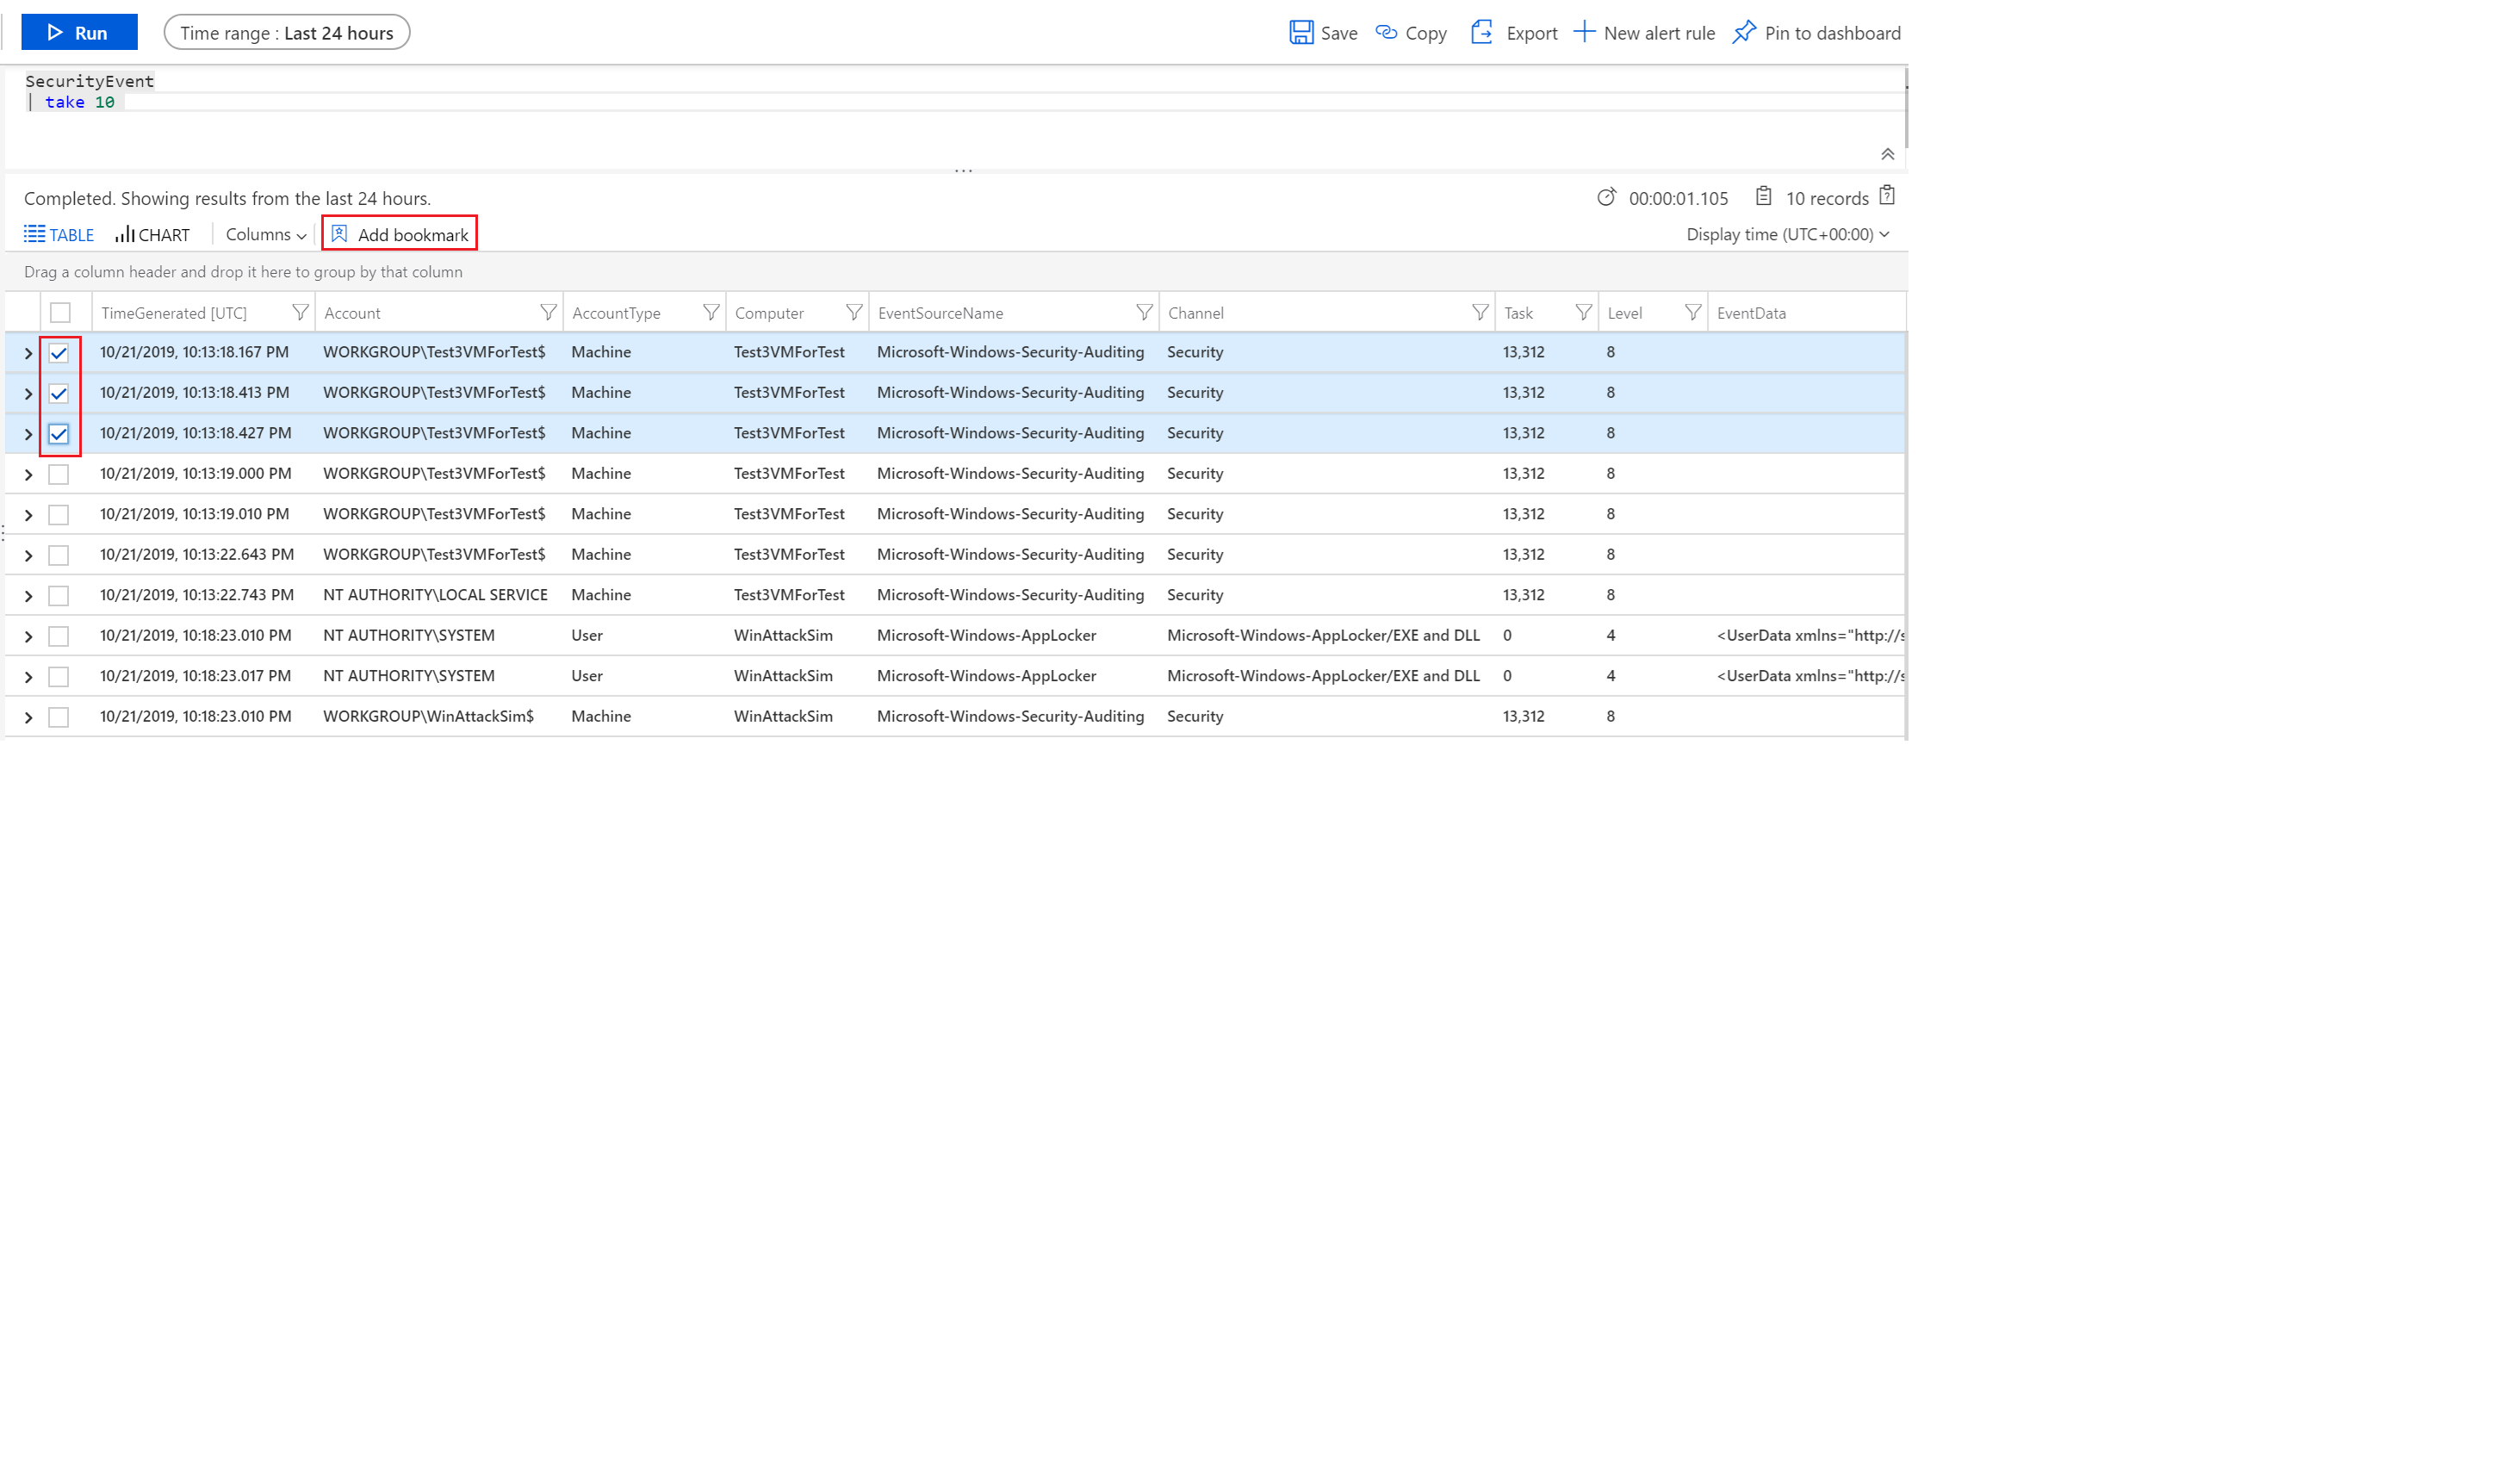 Run Time range : Last 24 hours Save Copy Export New alert rule Pin to dashboard
SecurityEvent
| take 10
Completed. Showing results from the last 24 hours. 00:00:01.105 10 records
TABLE CHART Columns Add bookmark Display time (UTC+00:00)
Drag a column header and drop it here to group by that column
TimeGenerated [UTC] Account AccountType Computer EventSourceName Channel Task Level EventData
10/21/2019, 10:13:18.167 PM WORKGROUP\Test3VMForTest$ Machine Test3VMForTest Microsoft-Windows-Security-Auditing Security 13,312 8
10/21/2019, 10:13:18.413 PM WORKGROUP\Test3VMForTest$ Machine Test3VMForTest Microsoft-Windows-Security-Auditing Security 13,312 8
10/21/2019, 10:13:18.427 PM WORKGROUP\Test3VMForTest$ Machine Test3VMForTest Microsoft-Windows-Security-Auditing Security 13,312 8
10/21/2019, 10:13:19.000 PM WORKGROUP\Test3VMForTest$ Machine Test3VMForTest Microsoft-Windows-Security-Auditing Security 13,312 8
10/21/2019, 10:13:19.010 PM WORKGROUP\Test3VMForTest$ Machine Test3VMForTest Microsoft-Windows-Security-Auditing Security 13,312 8
10/21/2019, 10:13:22.643 PM WORKGROUP\Test3VMForTest$ Machine Test3VMForTest Microsoft-Windows-Security-Auditing Security 13,312 8
10/21/2019, 10:13:22.743 PM NT AUTHORITY\LOCAL SERVICE Machine Test3VMForTest Microsoft-Windows-Security-Auditing Security 13,312 8
10/21/2019, 10:18:23.010 PM NT AUTHORITY\SYSTEM User WinAttackSim Microsoft-Windows-AppLocker Microsoft-Windows-AppLocker/EXE and DLL 0 4 <UserData xmlns="http://s
10/21/2019, 10:18:23.017 PM NT AUTHORITY\SYSTEM User WinAttackSim Microsoft-Windows-AppLocker Microsoft-Windows-AppLocker/EXE and DLL 0 4 <UserData xmlns="http://s
10/21/2019, 10:18:23.010 PM WORKGROUP\WinAttackSim$ Machine WinAttackSim Microsoft-Windows-Security-Auditing Security 13,312 8